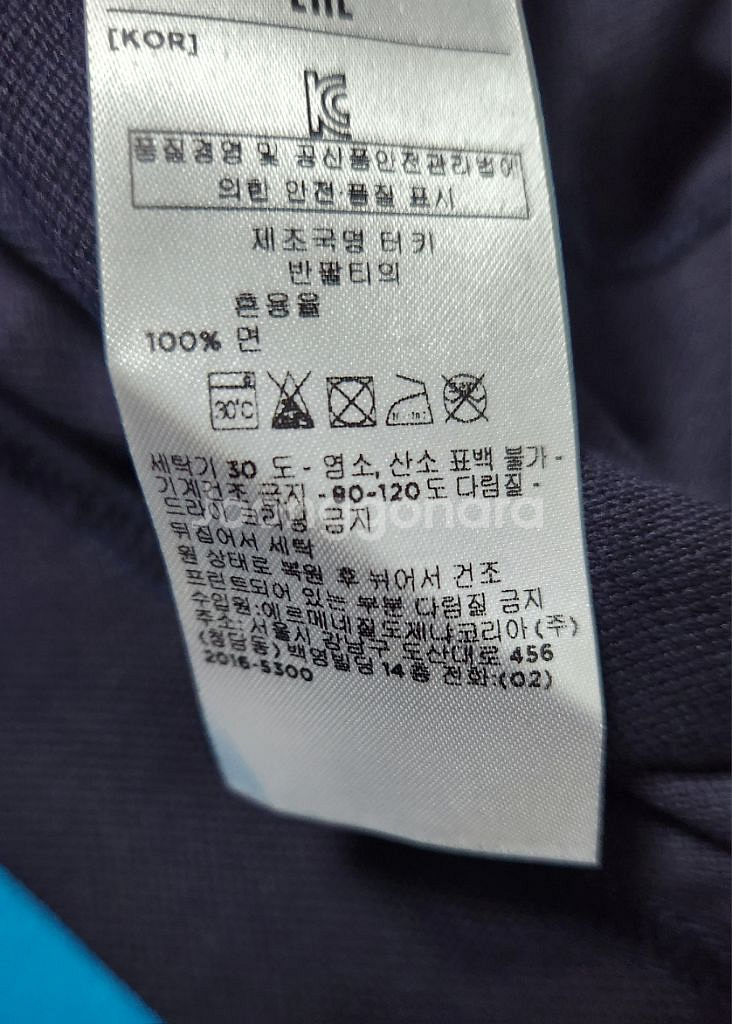 [KOR]
품질경영 및 공산품안전관리법에
의한 안전·품질 표시
제조국명 터키
반팔티의
혼용율
100% 면
30°C
세탁기 30 도 - 염소, 산소 표백 불가 -
기계건조 금지 -80-120도 다림질 -
드라이 크리닝 금지
뒤집어서 세탁
원 상태로 복원 후 뉘어서 건조
프린트되어 있는 부분 다림질 금지
수입원:에르메네질도제냐코리아(주)
주소: 서울시 강남구 도산대로 456
(청담동) 백영빌딩 14층 전화:(02)
2016-5300